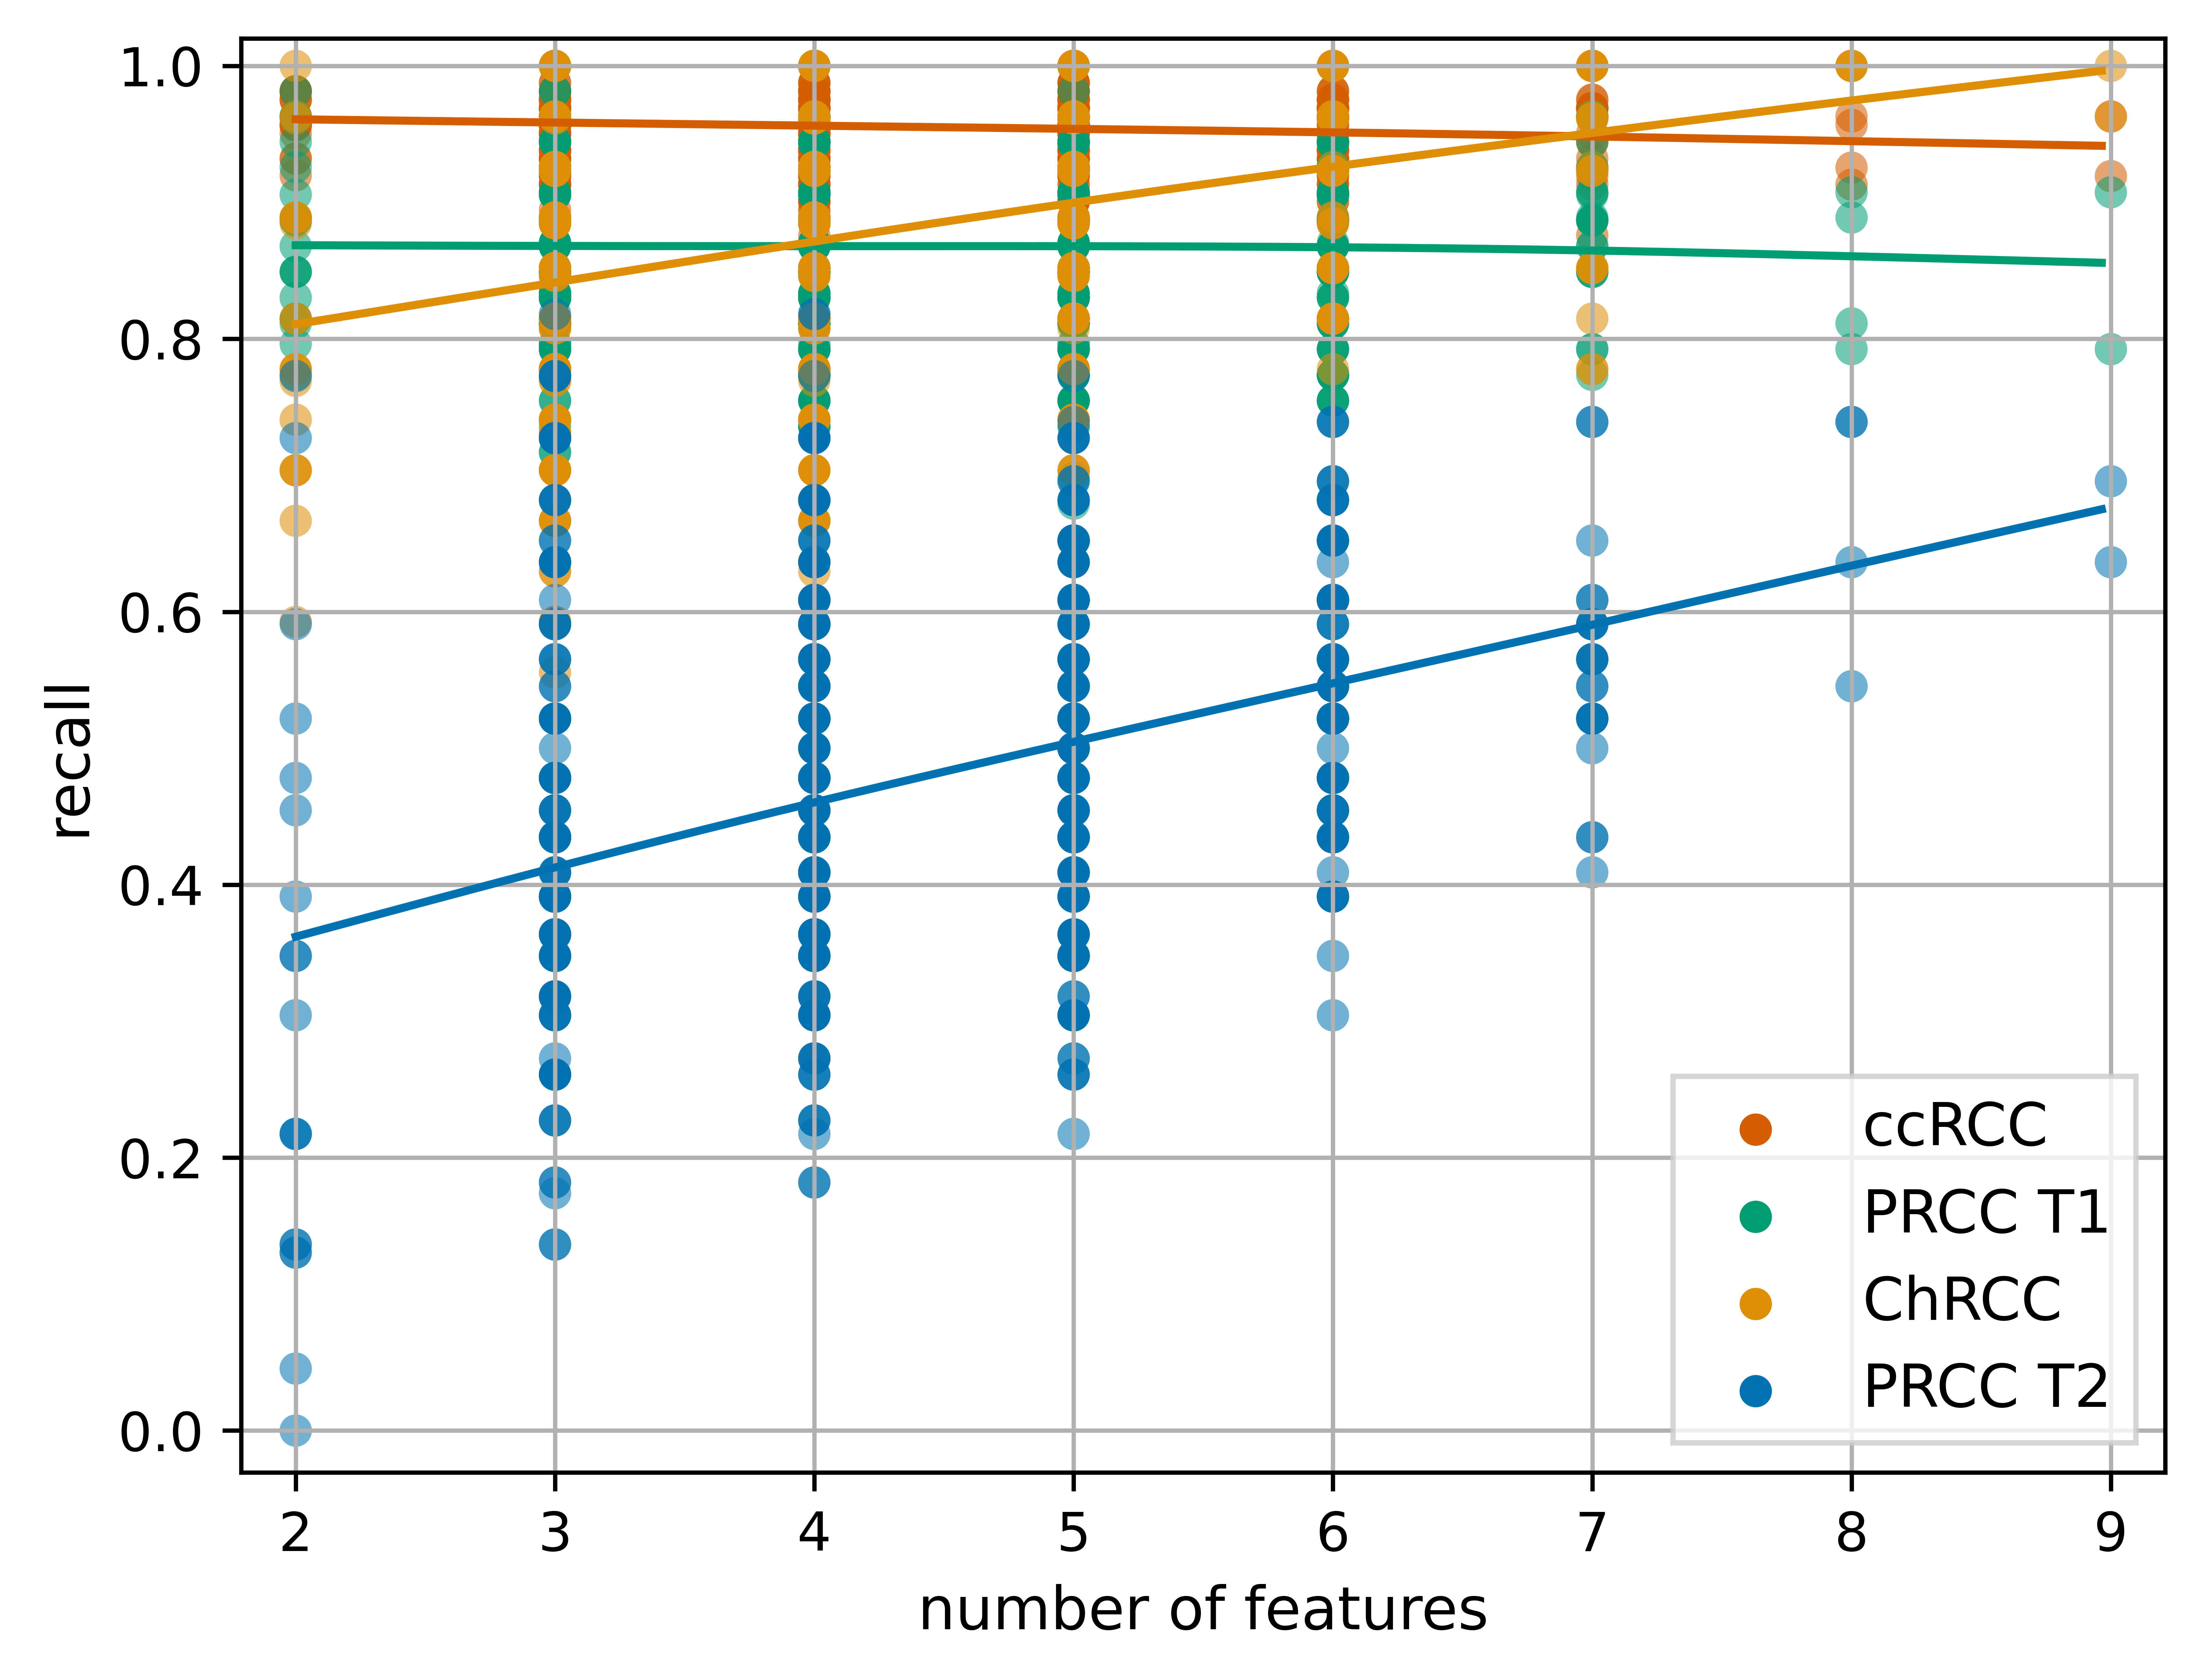 1.0
0.8
0.6
0.4
0.2
0.0
recall
2 3 4 5 6 7 8 9
number of features
ccRCC
PRCC T1
ChRCC
PRCC T2